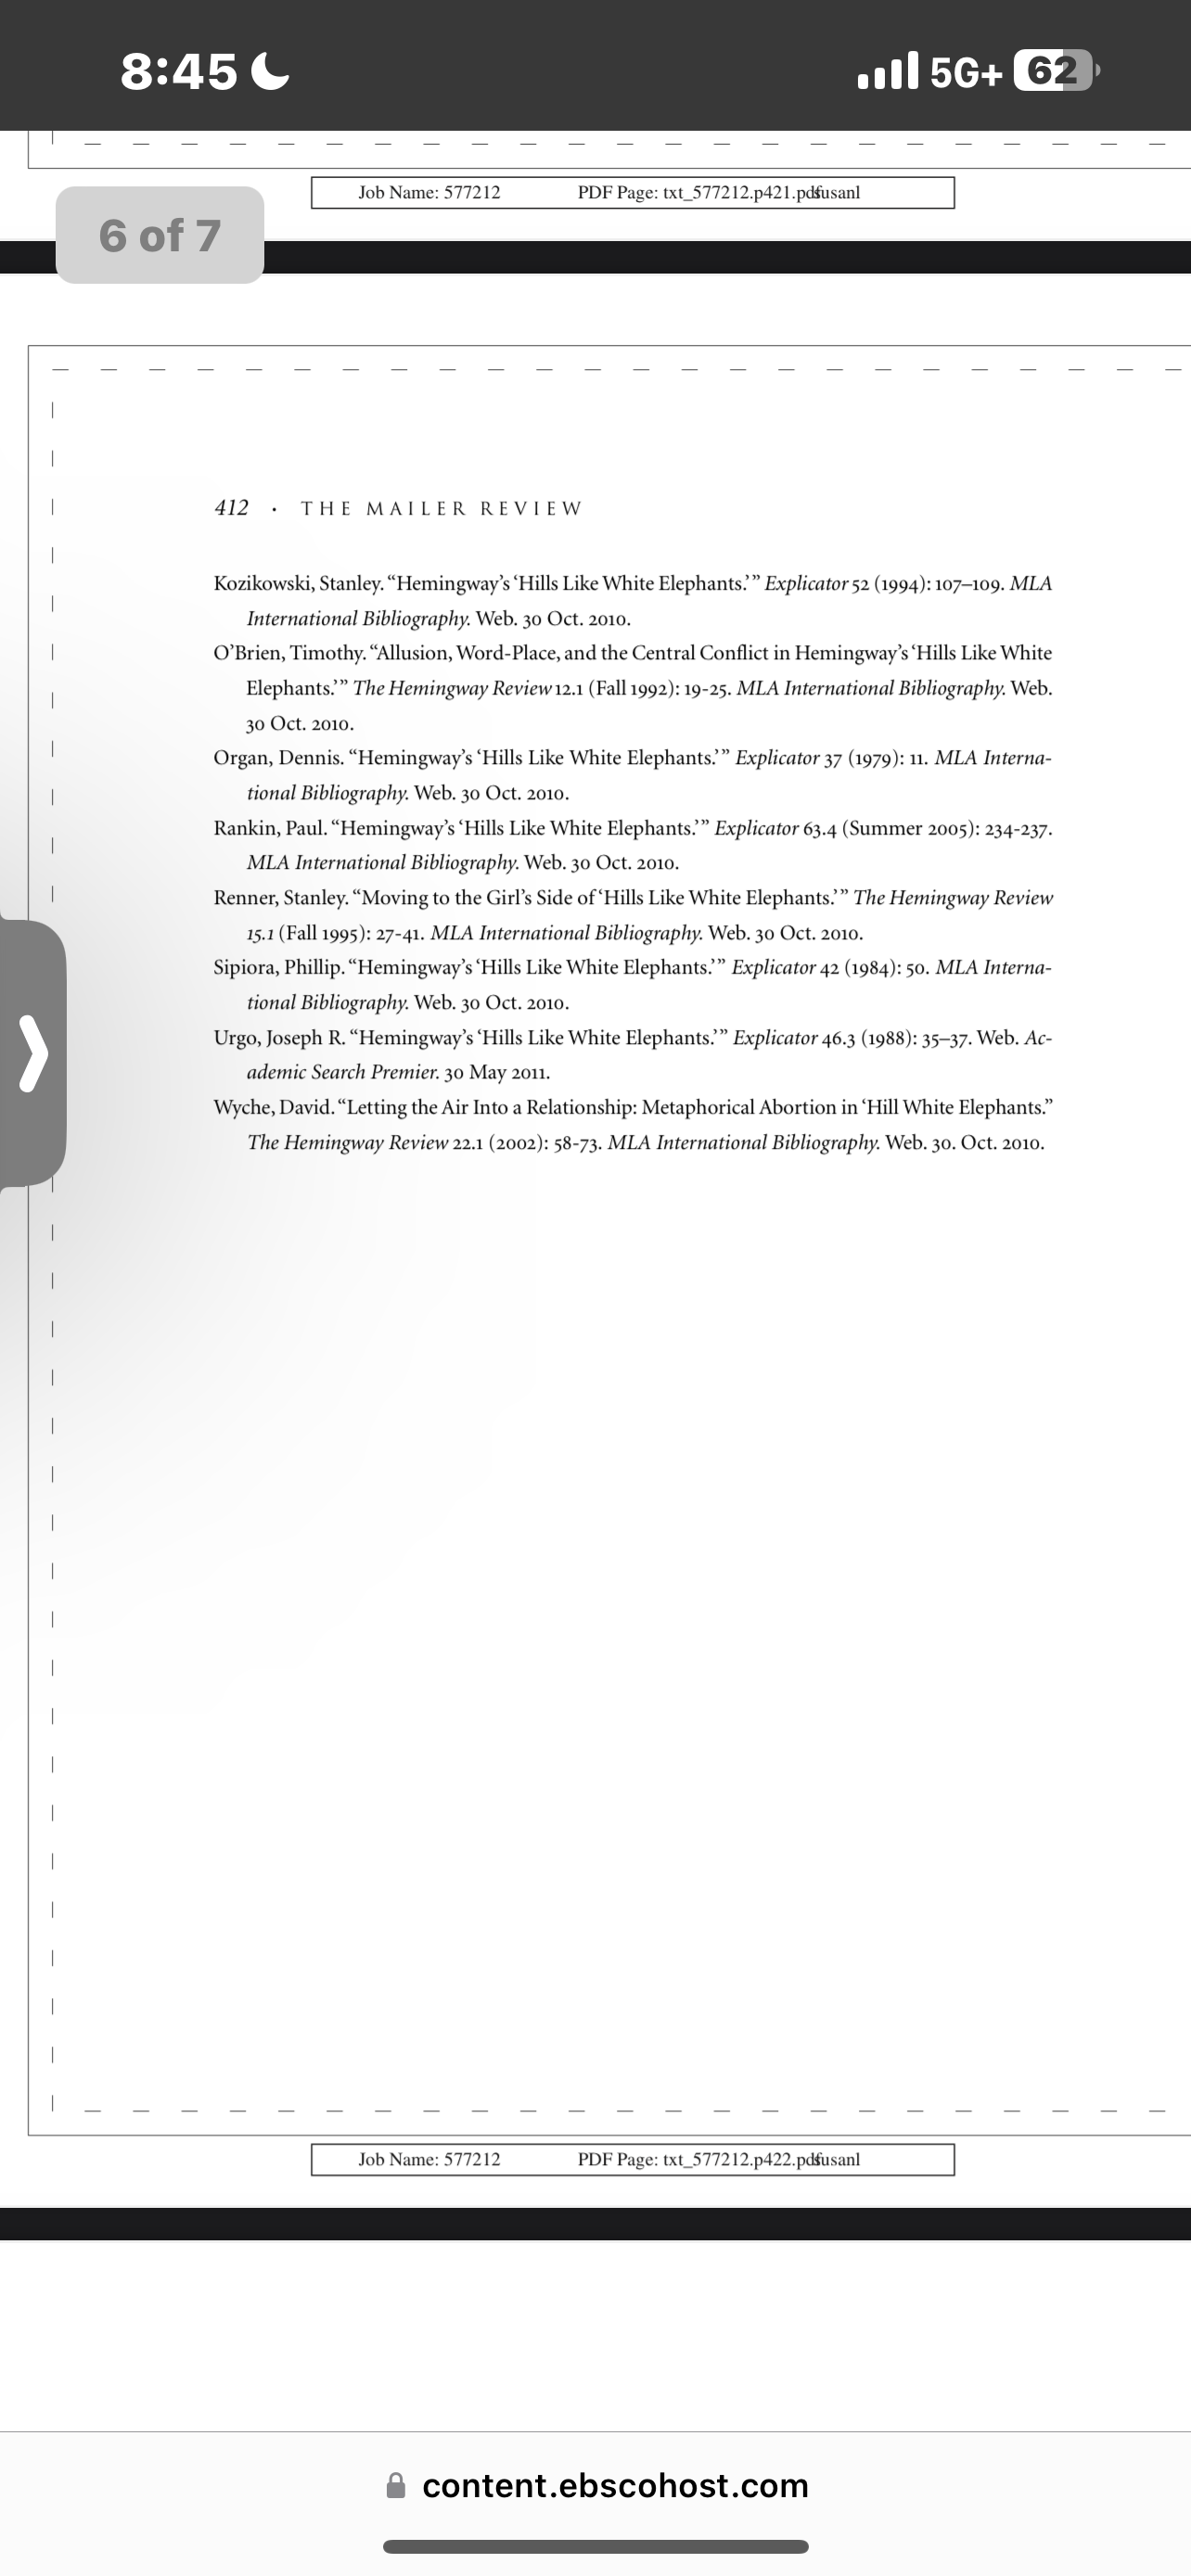 8:45
5G+ 62
Job Name: 577212 PDF Page: txt_577212.p421.pdfsusanl
6 of 7
412 • THE MAILER REVIEW
Kozikowski, Stanley. “Hemingway’s ‘Hills Like White Elephants.’” Explicator 52 (1994): 107–109. MLA
International Bibliography. Web. 30 Oct. 2010.
O’Brien, Timothy. “Allusion, Word-Place, and the Central Conflict in Hemingway’s ‘Hills Like White
Elephants.’” The Hemingway Review 12.1 (Fall 1992): 19-25. MLA International Bibliography. Web.
30 Oct. 2010.
Organ, Dennis. “Hemingway’s ‘Hills Like White Elephants.’” Explicator 37 (1979): 11. MLA Interna-
tional Bibliography. Web. 30 Oct. 2010.
Rankin, Paul. “Hemingway’s ‘Hills Like White Elephants.’” Explicator 63.4 (Summer 2005): 234-237.
MLA International Bibliography. Web. 30 Oct. 2010.
Renner, Stanley. “Moving to the Girl’s Side of ‘Hills Like White Elephants.’” The Hemingway Review
15.1 (Fall 1995): 27-41. MLA International Bibliography. Web. 30 Oct. 2010.
Sipiora, Phillip. “Hemingway’s ‘Hills Like White Elephants.’” Explicator 42 (1984): 50. MLA Interna-
tional Bibliography. Web. 30 Oct. 2010.
Urgo, Joseph R. “Hemingway’s ‘Hills Like White Elephants.’” Explicator 46.3 (1988): 35–37. Web. Ac-
ademic Search Premier. 30 May 2011.
Wyche, David. “Letting the Air Into a Relationship: Metaphorical Abortion in ‘Hill White Elephants.”
The Hemingway Review 22.1 (2002): 58-73. MLA International Bibliography. Web. 30. Oct. 2010.
Job Name: 577212 PDF Page: txt_577212.p422.pdfsusanl
content.ebscohost.com